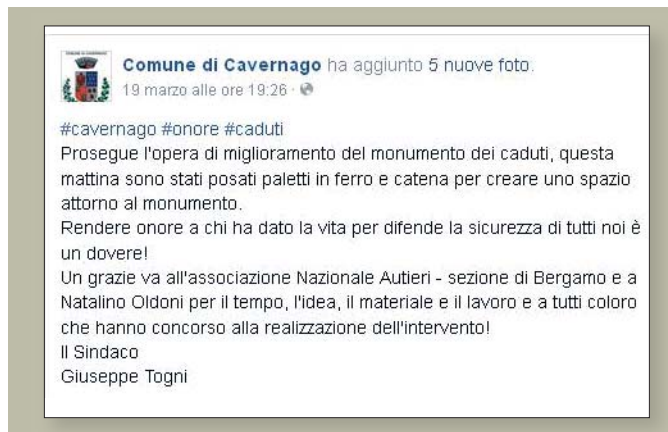 Comune di Cavernago ha aggiunto 5 nuove foto.
19 marzo alle ore 19:26 ·
#cavernago #onore #caduti
Prosegue l'opera di miglioramento del monumento dei caduti, questa
mattina sono stati posati paletti in ferro e catena per creare uno spazio
attorno al monumento.
Rendere onore a chi ha dato la vita per difende la sicurezza di tutti noi è
un dovere!
Un grazie va all'associazione Nazionale Autieri - sezione di Bergamo e a
Natalino Oldoni per il tempo, l'idea, il materiale e il lavoro e a tutti coloro
che hanno concorso alla realizzazione dell'intervento!
Il Sindaco
Giuseppe Togni